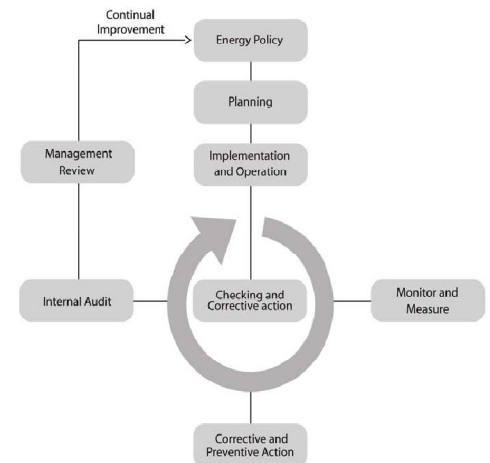 Continual
Improvement
Energy Policy
Planning
Management
Review
Implementation
and Operation
Internal Audit
Checking and
Corrective action
Monitor and
Measure
Corrective and
Preventive Action